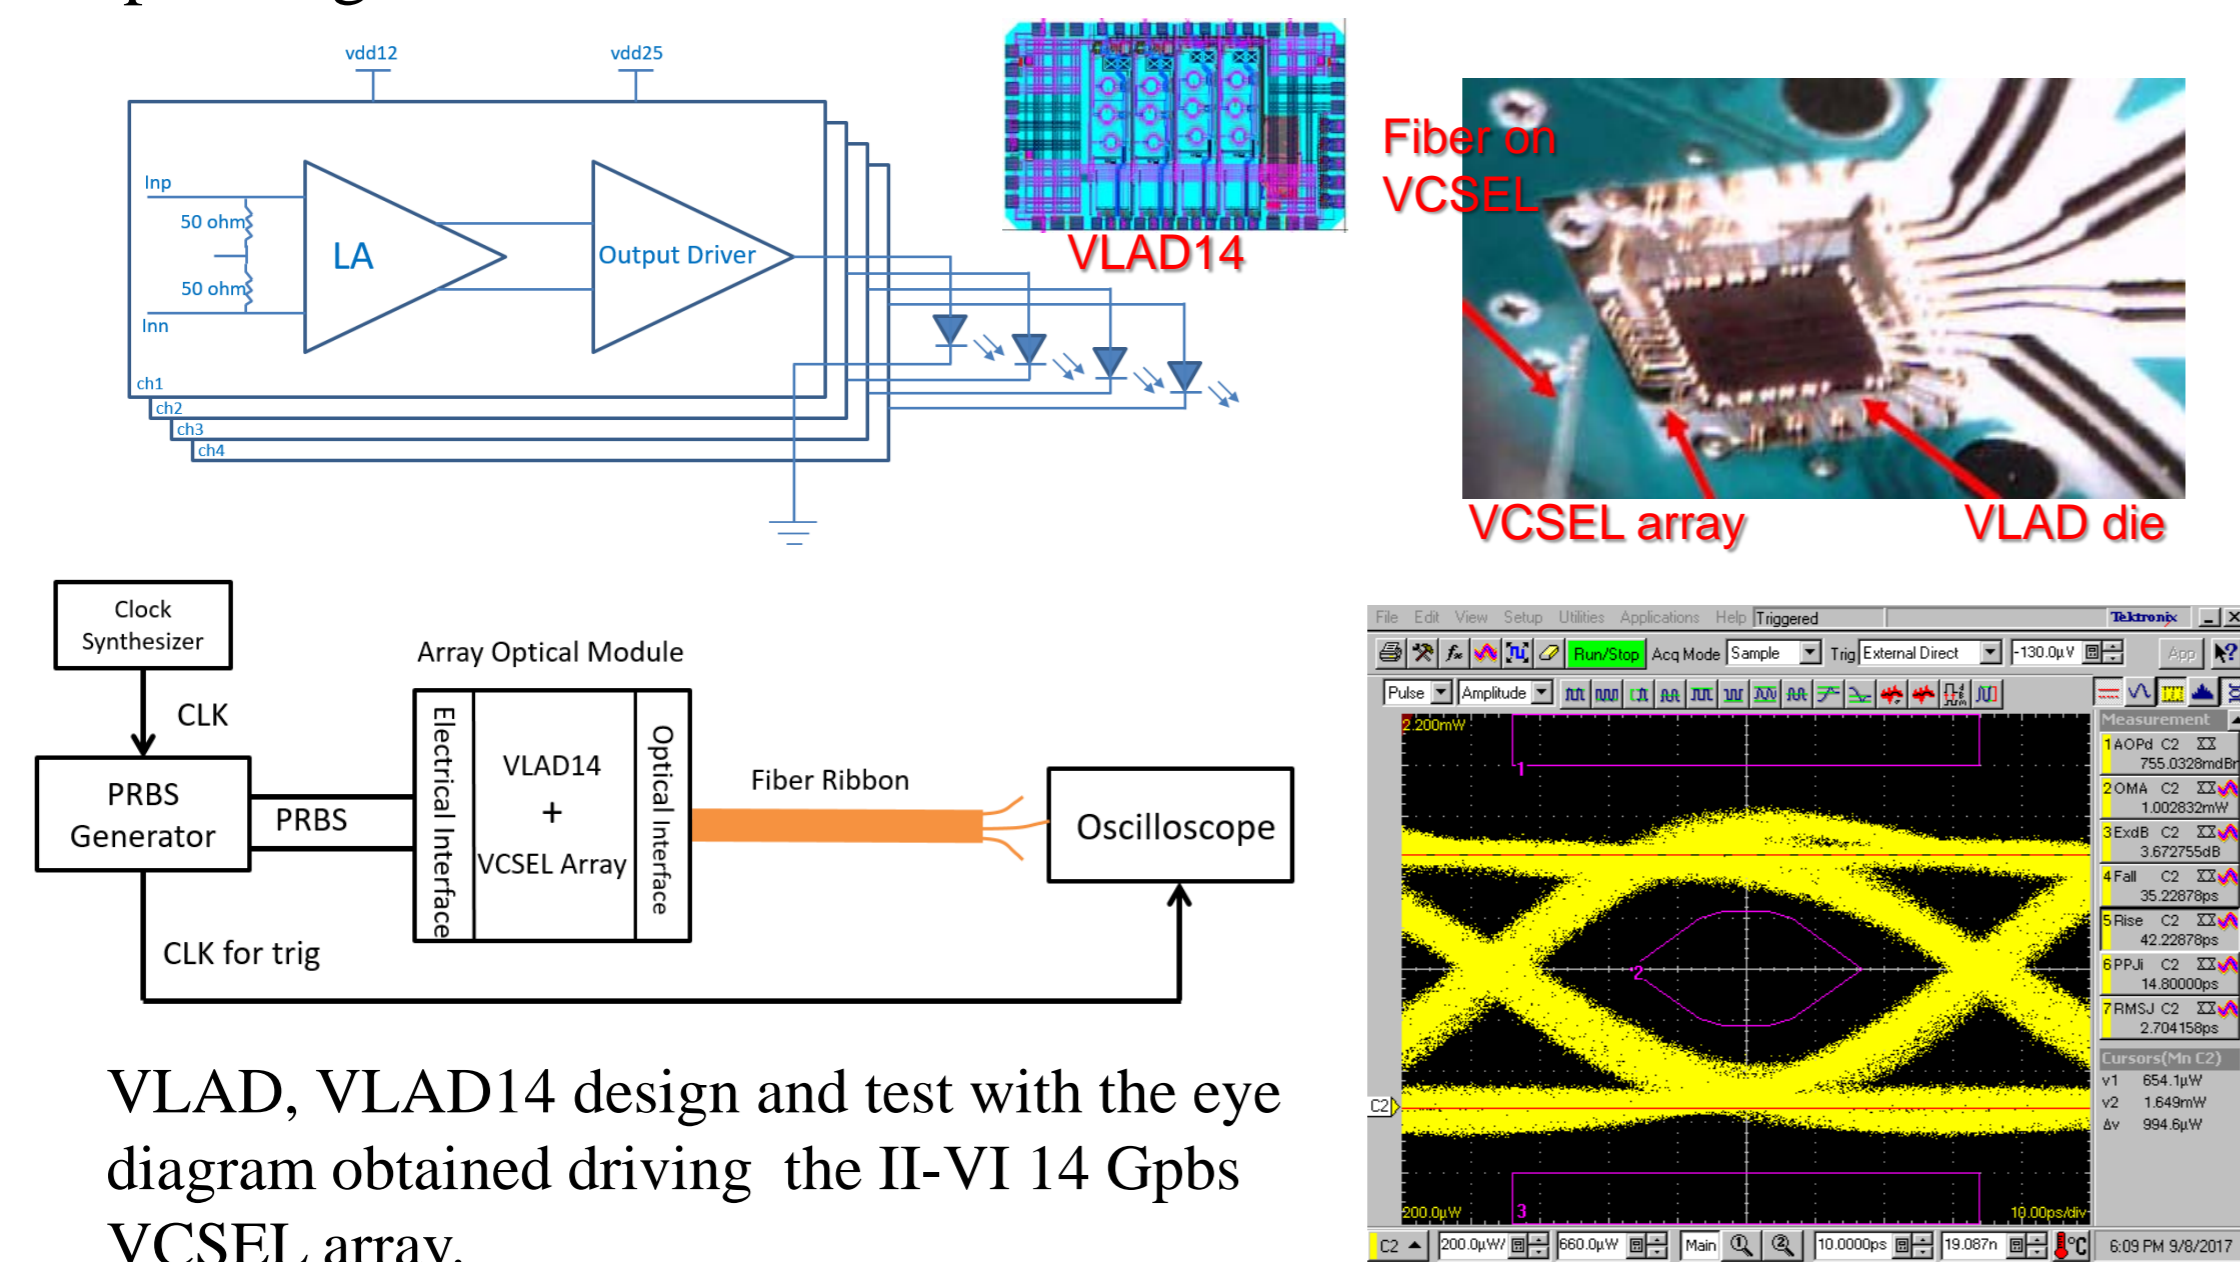 vdd12
vdd25
Inp
50 ohm
LA
Output Driver
50 ohm
Inn
ch1
ch2
ch3
ch4
VLAD14
Fiber on
VCSEL
VCSEL array
VLAD die
Clock
Synthesizer
CLK
PRBS
Generator
PRBS
CLK for trig
Array Optical Module
Electrical Interface
VLAD14
+
VCSEL Array
Optical Interface
Fiber Ribbon
Oscilloscope
File Edit View Setup Utilities Applications Help Triggered
Tektronix
Run/Stop Acq Mode Sample Trig External Direct -130.0µV App
Pulse Amplitude
2.200mW
1
2
3
200.0µW
10.00ps/div
C2
Measurement
1 AOPd C2
755.0328mdBm
2 OMA C2
1.002832mW
3 ExdB C2
3.672755dB
4 Fall C2
35.22878ps
5 Rise C2
42.22878ps
6 PPJi C2
14.80000ps
7 RMSJ C2
2.704158ps
Cursors(Mn C2)
v1 654.1µW
v2 1.649mW
Δv 994.6µW
C2 200.0µW/ 660.0µW Main 1 2 10.0000ps 19.087n °C 6:09 PM 9/8/2017
VLAD, VLAD14 design and test with the eye
diagram obtained driving the II-VI 14 Gpbs
VCSEL array.